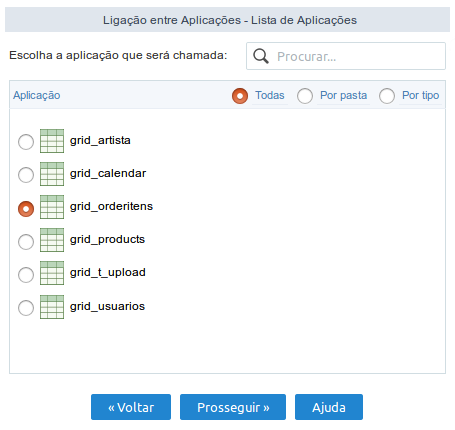 Ligação entre Aplicações - Lista de Aplicações
Escolha a aplicação que será chamada: Procurar...
Aplicação Todas Por pasta Por tipo
grid_artista
grid_calendar
grid_orderitens
grid_products
grid_t_upload
grid_usuarios
« Voltar Prosseguir » Ajuda